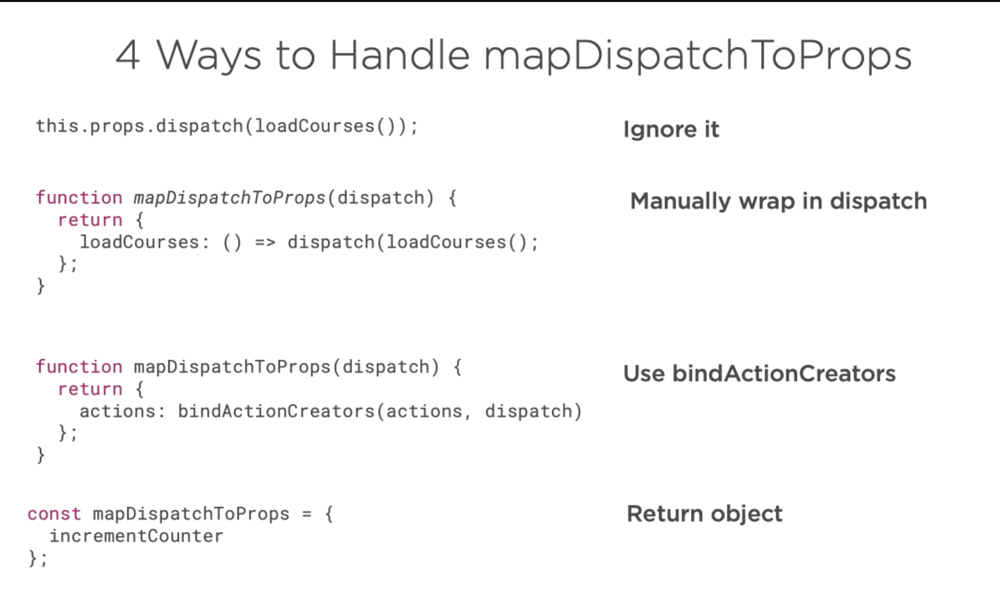 4 Ways to Handle mapDispatchToProps
this.props.dispatch(loadCourses());
Ignore it
function mapDispatchToProps(dispatch) {
  return {
    loadCourses: () => dispatch(loadCourses();
  };
}
Manually wrap in dispatch
function mapDispatchToProps(dispatch) {
  return {
    actions: bindActionCreators(actions, dispatch)
  };
}
Use bindActionCreators
const mapDispatchToProps = {
  incrementCounter
};
Return object